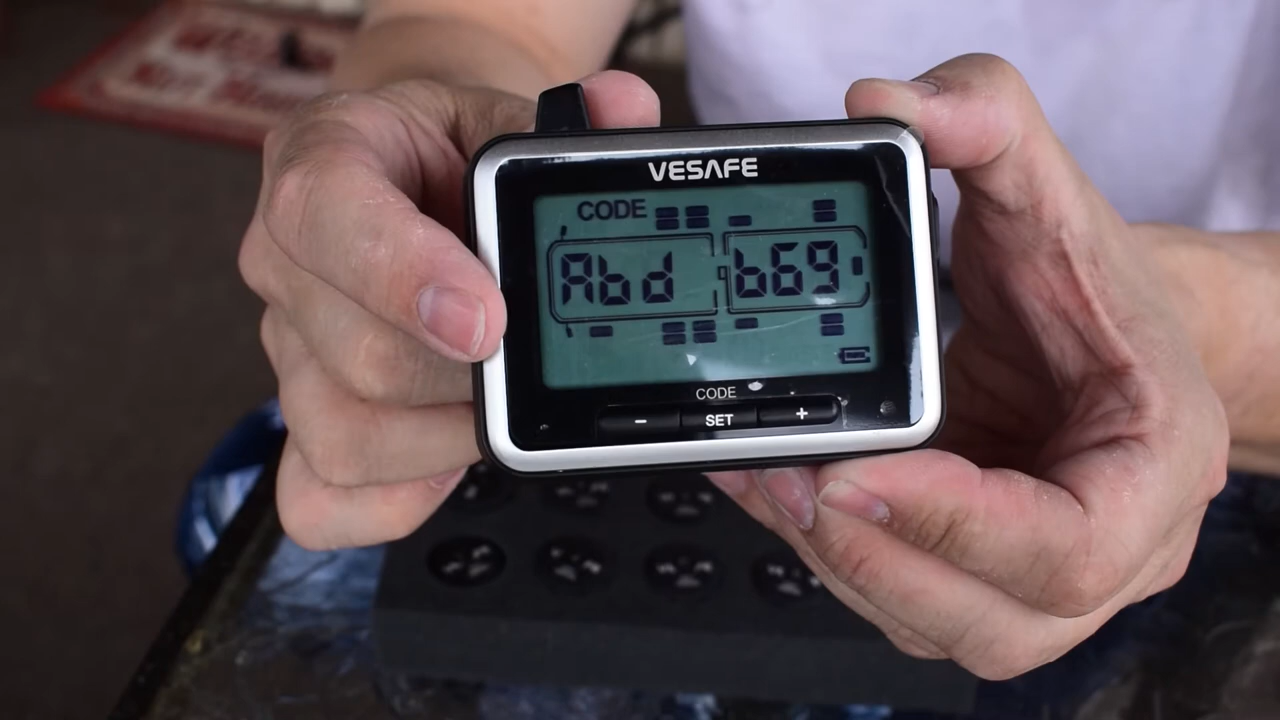 VESAFE
CODE
Abd b69
CODE
- SET +